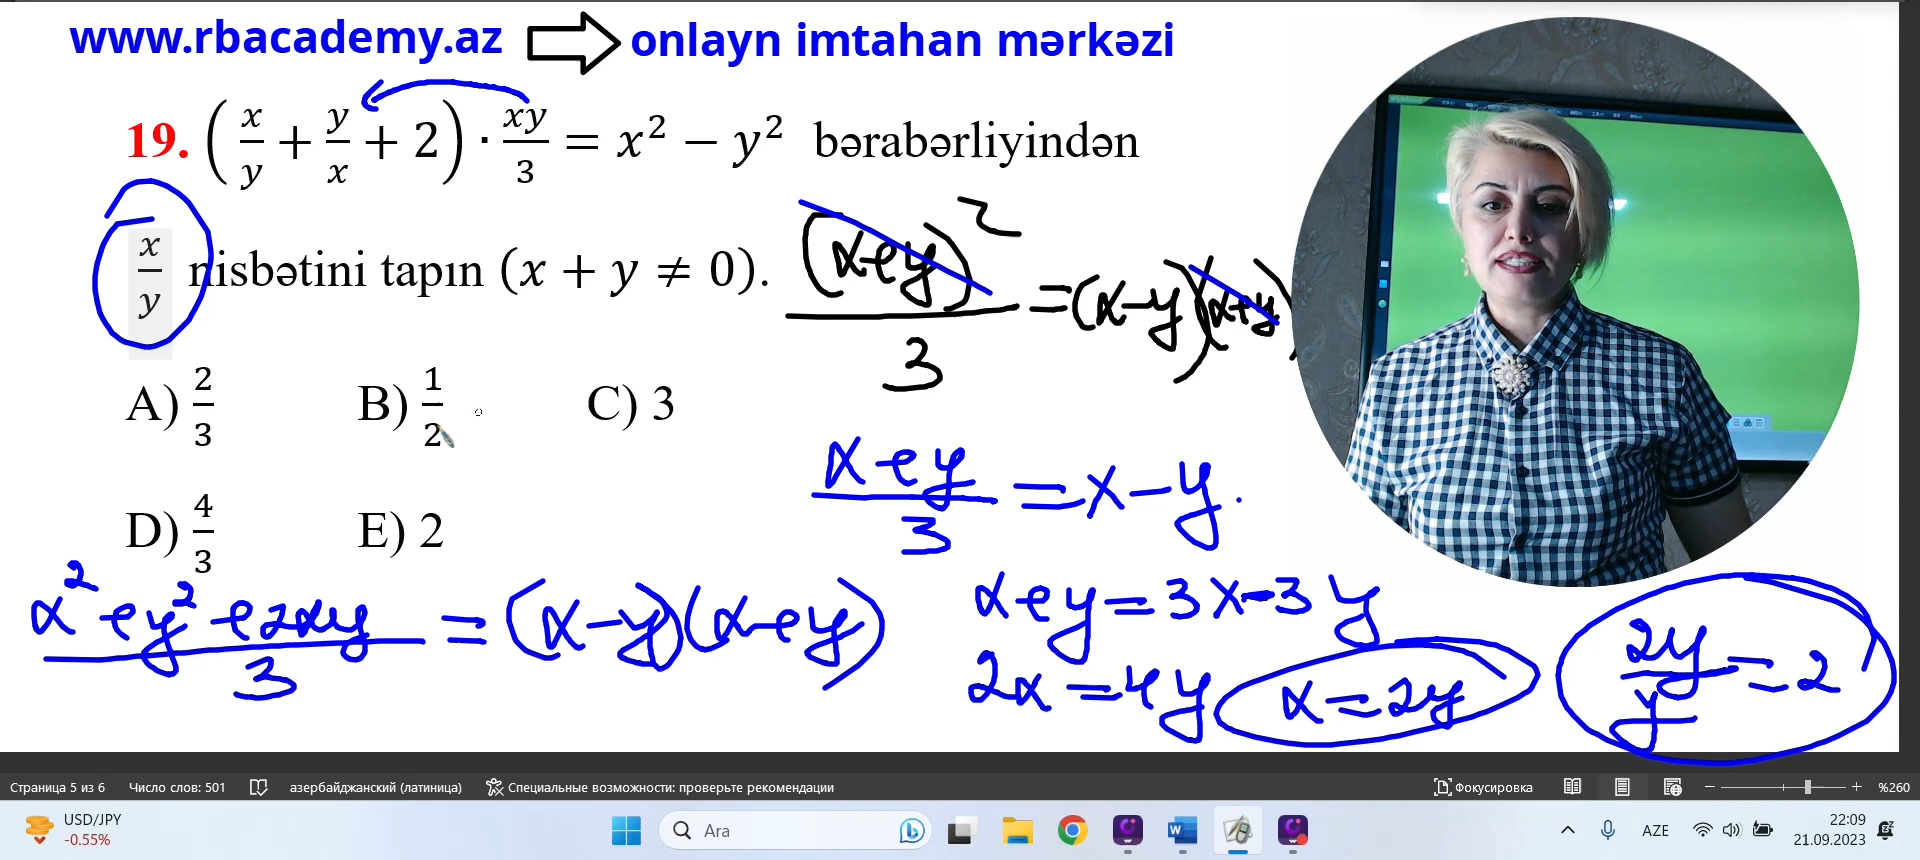 www.rbacademy.az onlayn imtahan mərkəzi
19. (x/y + y/x + 2) · xy/3 = x² − y² bərabərliyindən
x/y nisbətini tapın (x + y ≠ 0).
(x+y)²/3 = (x−y)(x+y)
A) 2/3 B) 1/2 C) 3
x+y/3 = x−y.
D) 4/3 E) 2
x²+y²+2xy/3 = (x−y)(x+y)
x+y=3x−3y
2x=4y x=2y
2y/y=2
Страница 5 из 6 Число слов: 501 азербайджанский (латиница) Специальные возможности: проверьте рекомендации Фокусировка − + %260
USD/JPY
-0.55%
Ara
AZE
22:09
21.09.2023